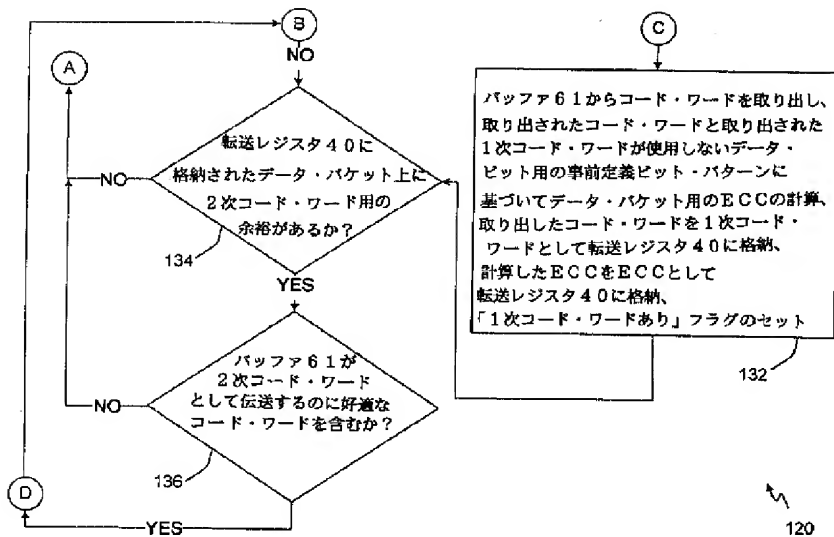 B
NO
A
転送レジスタ40に
格納されたデータ・パケット上に
2次コード・ワード用の
余裕があるか?
NO
134
YES
バッファ61が
2次コード・ワード
として伝送するのに好適な
コード・ワードを含むか?
NO
136
D
YES
C
バッファ61からコード・ワードを取り出し、
取り出されたコード・ワードと取り出された
1次コード・ワードが使用しないデータ・
ビット用の事前定義ビット・パターンに
基づいてデータ・パケット用のECCの計算、
取り出したコード・ワードを1次コード・
ワードとして転送レジスタ40に格納、
計算したECCをECCとして
転送レジスタ40に格納、
「1次コード・ワードあり」フラグのセット
132
120